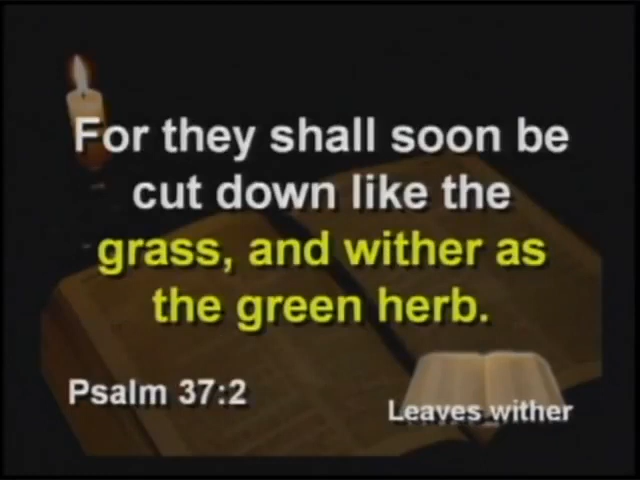 For they shall soon be
cut down like the
grass, and wither as
the green herb.
Psalm 37:2
Leaves wither